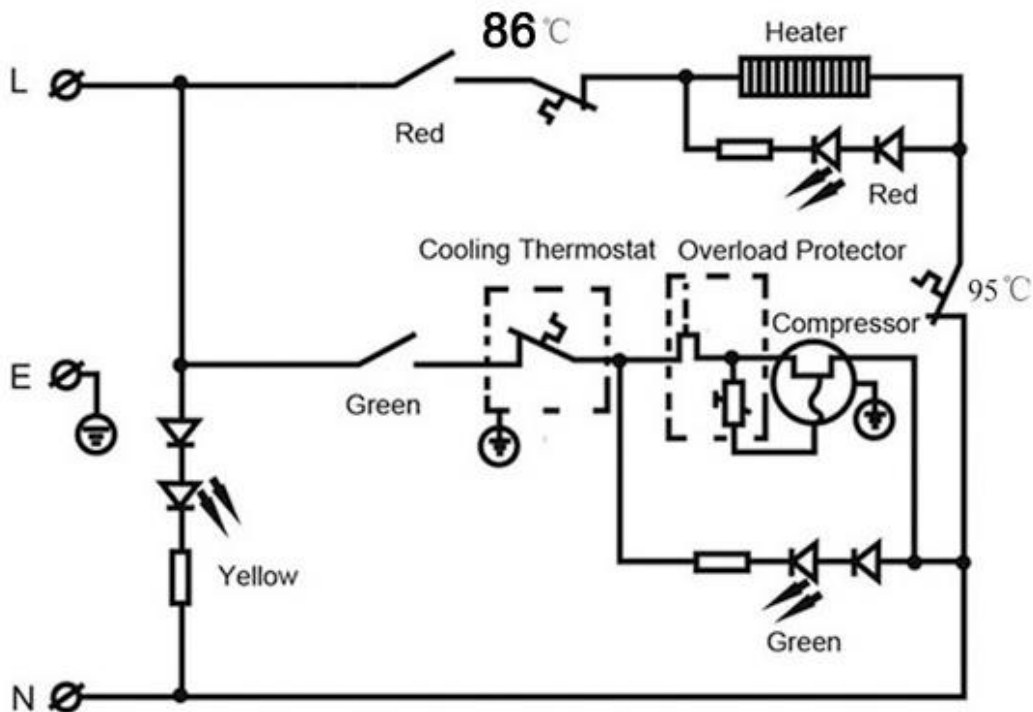 86℃
Heater
L
Red
Red
Cooling Thermostat
Overload Protector
95℃
Compressor
E
Green
Yellow
Green
N